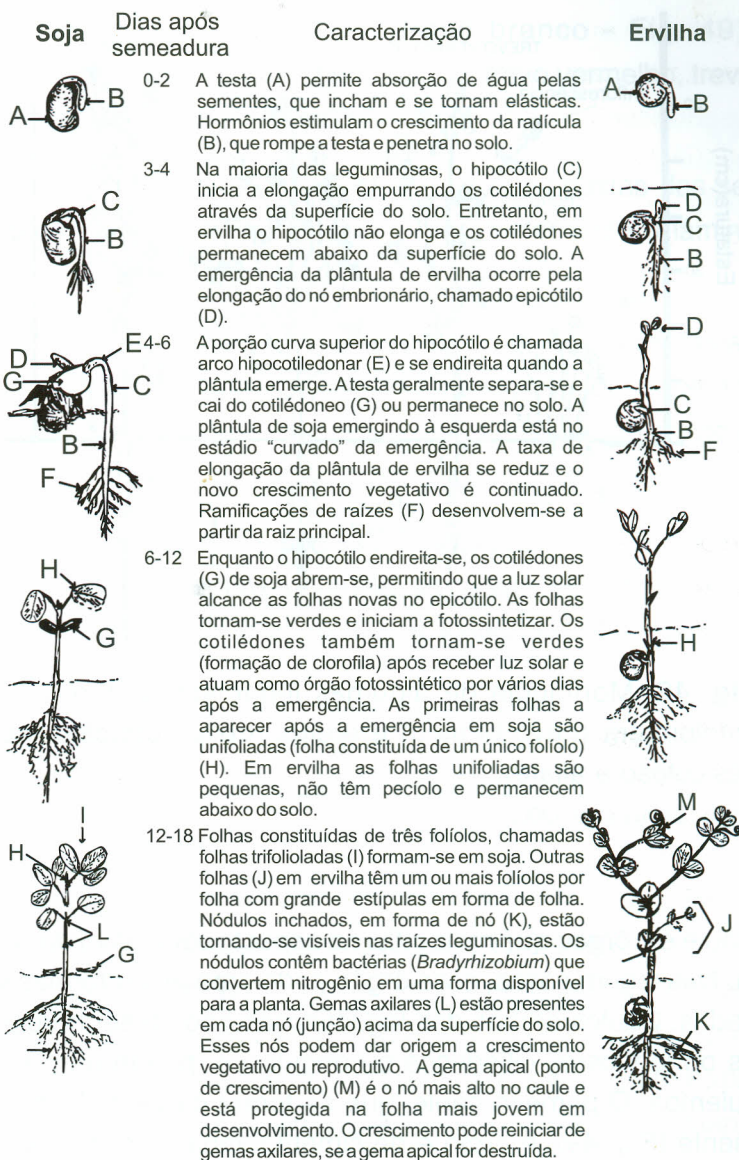 Soja
Dias após
semeadura
Caracterização
Ervilha
0-2 A testa (A) permite absorção de água pelas
sementes, que incham e se tornam elásticas.
Hormônios estimulam o crescimento da radícula
(B), que rompe a testa e penetra no solo.
A
B
A
B
3-4 Na maioria das leguminosas, o hipocótilo (C)
inicia a elongação empurrando os cotilédones
através da superfície do solo. Entretanto, em
ervilha o hipocótilo não elonga e os cotilédones
permanecem abaixo da superfície do solo. A
emergência da plântula de ervilha ocorre pela
elongação do nó embrionário, chamado epicótilo
(D).
C
B
D
C
B
4-6 A porção curva superior do hipocótilo é chamada
arco hipocotiledonar (E) e se endireita quando a
plântula emerge. A testa geralmente separa-se e
cai do cotilédoneo (G) ou permanece no solo. A
plântula de soja emergindo à esquerda está no
estádio “curvado” da emergência. A taxa de
elongação da plântula de ervilha se reduz e o
novo crescimento vegetativo é continuado.
Ramificações de raízes (F) desenvolvem-se a
partir da raiz principal.
E
D
G
C
B
F
D
C
B
F
6-12 Enquanto o hipocótilo endireita-se, os cotilédones
(G) de soja abrem-se, permitindo que a luz solar
alcance as folhas novas no epicótilo. As folhas
tornam-se verdes e iniciam a fotossintetizar. Os
cotilédones também tornam-se verdes
(formação de clorofila) após receber luz solar e
atuam como órgão fotossintético por vários dias
após a emergência. As primeiras folhas a
aparecer após a emergência em soja são
unifoliadas (folha constituída de um único folíolo)
(H). Em ervilha as folhas unifoliadas são
pequenas, não têm pecíolo e permanecem
abaixo do solo.
H
G
H
12-18 Folhas constituídas de três folíolos, chamadas
folhas trifolioladas (I) formam-se em soja. Outras
folhas (J) em ervilha têm um ou mais folíolos por
folha com grande estípulas em forma de folha.
Nódulos inchados, em forma de nó (K), estão
tornando-se visíveis nas raízes leguminosas. Os
nódulos contêm bactérias (Bradyrhizobium) que
convertem nitrogênio em uma forma disponível
para a planta. Gemas axilares (L) estão presentes
em cada nó (junção) acima da superfície do solo.
Esses nós podem dar origem a crescimento
vegetativo ou reprodutivo. A gema apical (ponto
de crescimento) (M) é o nó mais alto no caule e
está protegida na folha mais jovem em
desenvolvimento. O crescimento pode reiniciar de
gemas axilares, se a gema apical for destruída.
I
H
L
G
M
J
K